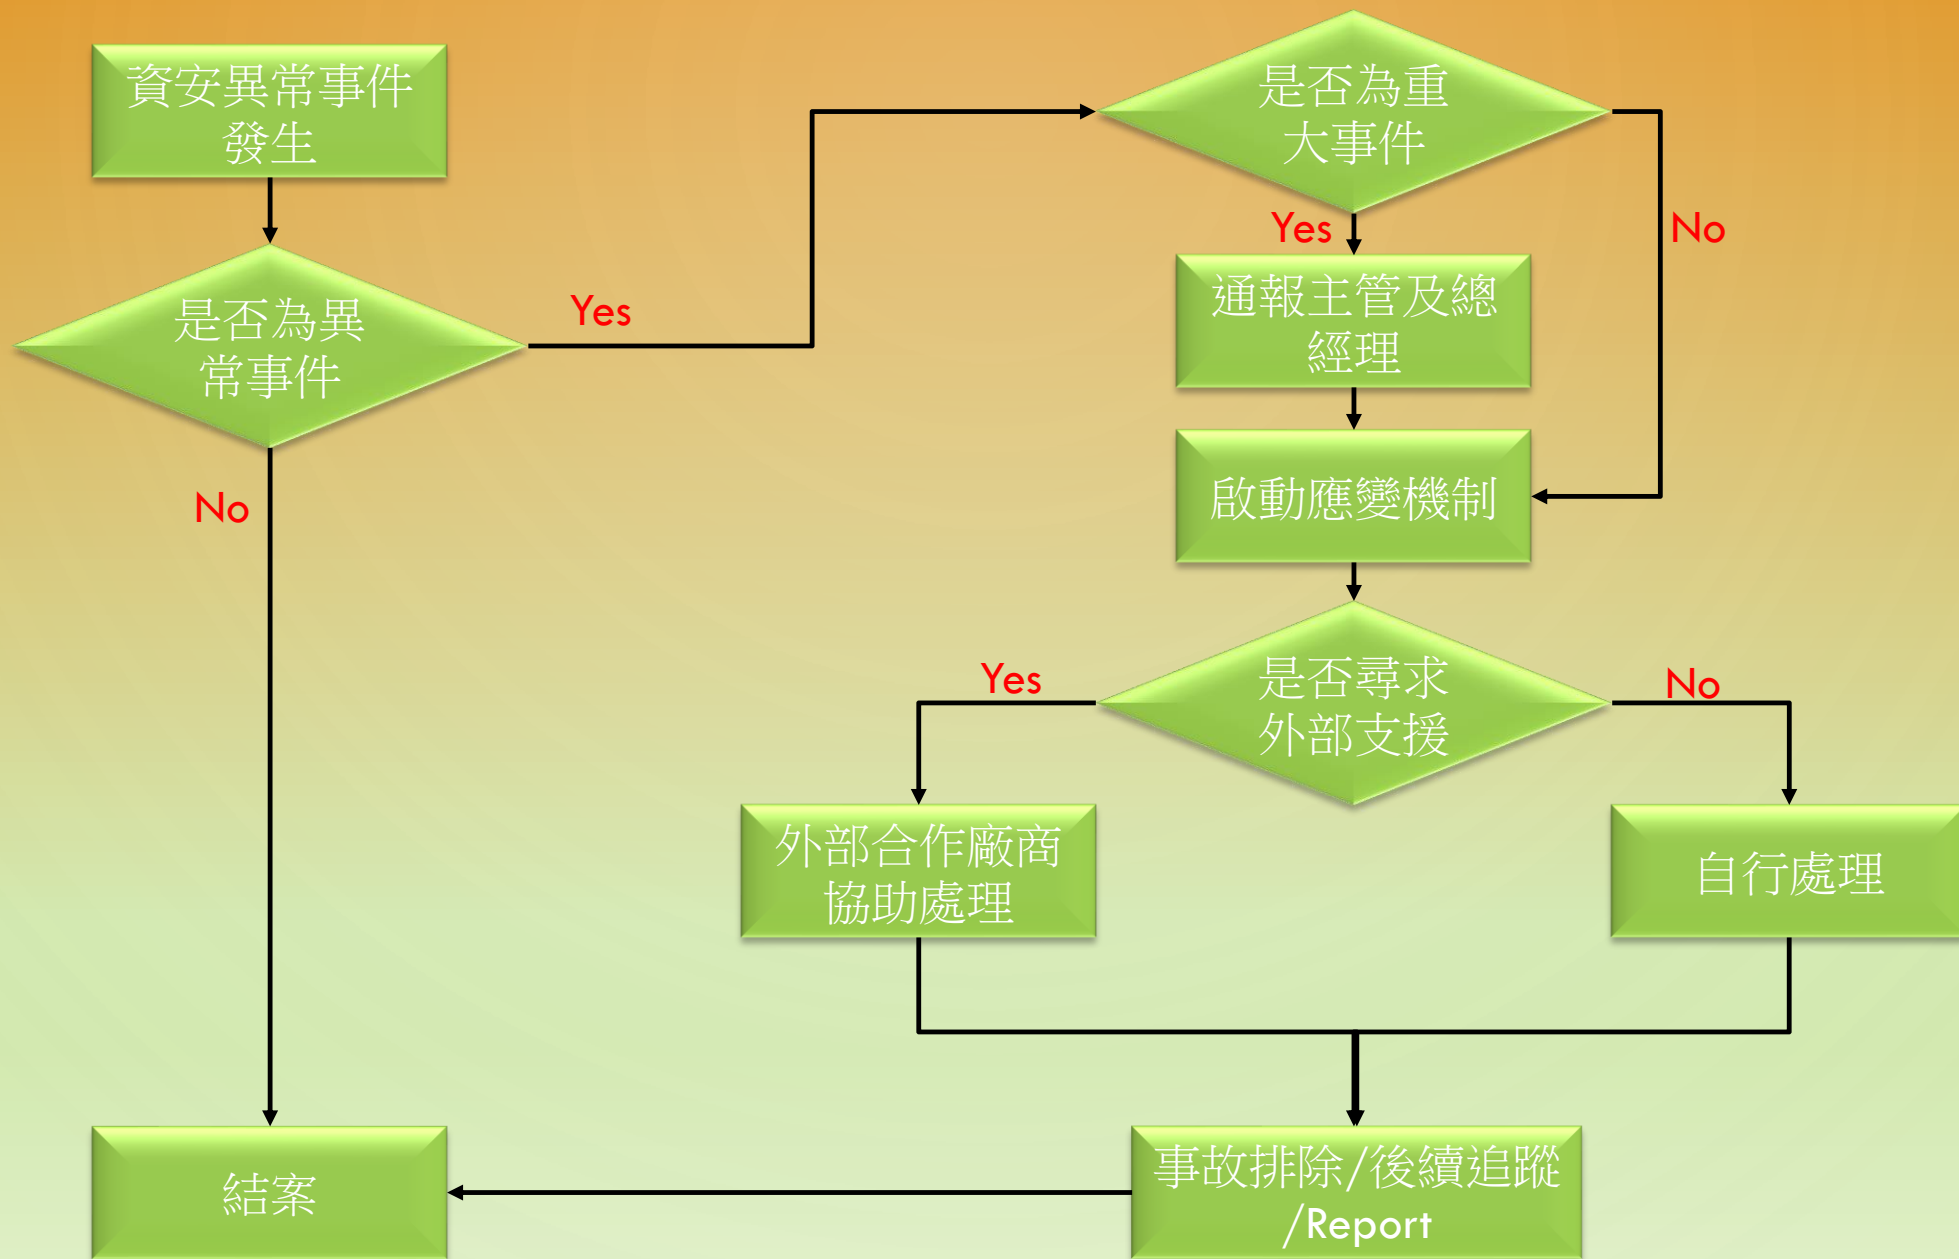 資安異常事件
發生
是否為異
常事件
Yes
No
是否為重
大事件
Yes
No
通報主管及總
經理
啟動應變機制
是否尋求
外部支援
Yes
No
外部合作廠商
協助處理
自行處理
事故排除/後續追蹤
/Report
結案